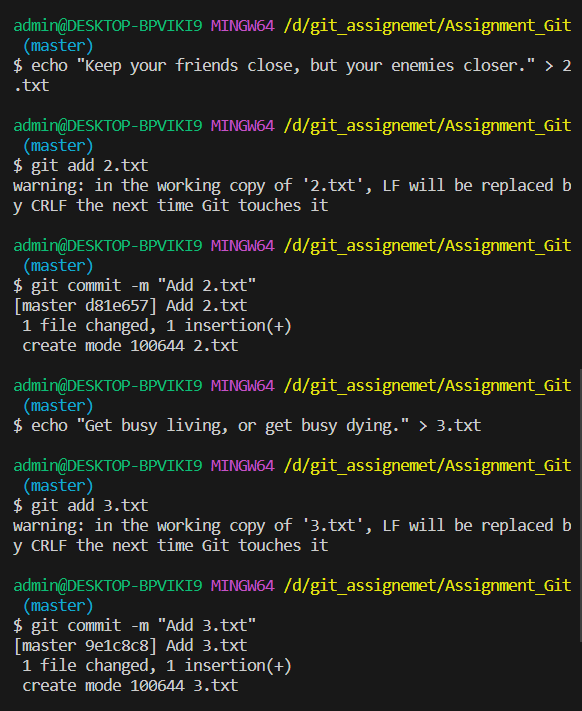 admin@DESKTOP-BPVIKI9 MINGW64 /d/git_assignemet/Assignment_Git
(master)
$ echo "Keep your friends close, but your enemies closer." > 2
.txt
admin@DESKTOP-BPVIKI9 MINGW64 /d/git_assignemet/Assignment_Git
(master)
$ git add 2.txt
warning: in the working copy of '2.txt', LF will be replaced b
y CRLF the next time Git touches it
admin@DESKTOP-BPVIKI9 MINGW64 /d/git_assignemet/Assignment_Git
(master)
$ git commit -m "Add 2.txt"
[master d81e657] Add 2.txt
1 file changed, 1 insertion(+)
create mode 100644 2.txt
admin@DESKTOP-BPVIKI9 MINGW64 /d/git_assignemet/Assignment_Git
(master)
$ echo "Get busy living, or get busy dying." > 3.txt
admin@DESKTOP-BPVIKI9 MINGW64 /d/git_assignemet/Assignment_Git
(master)
$ git add 3.txt
warning: in the working copy of '3.txt', LF will be replaced b
y CRLF the next time Git touches it
admin@DESKTOP-BPVIKI9 MINGW64 /d/git_assignemet/Assignment_Git
(master)
$ git commit -m "Add 3.txt"
[master 9e1c8c8] Add 3.txt
1 file changed, 1 insertion(+)
create mode 100644 3.txt